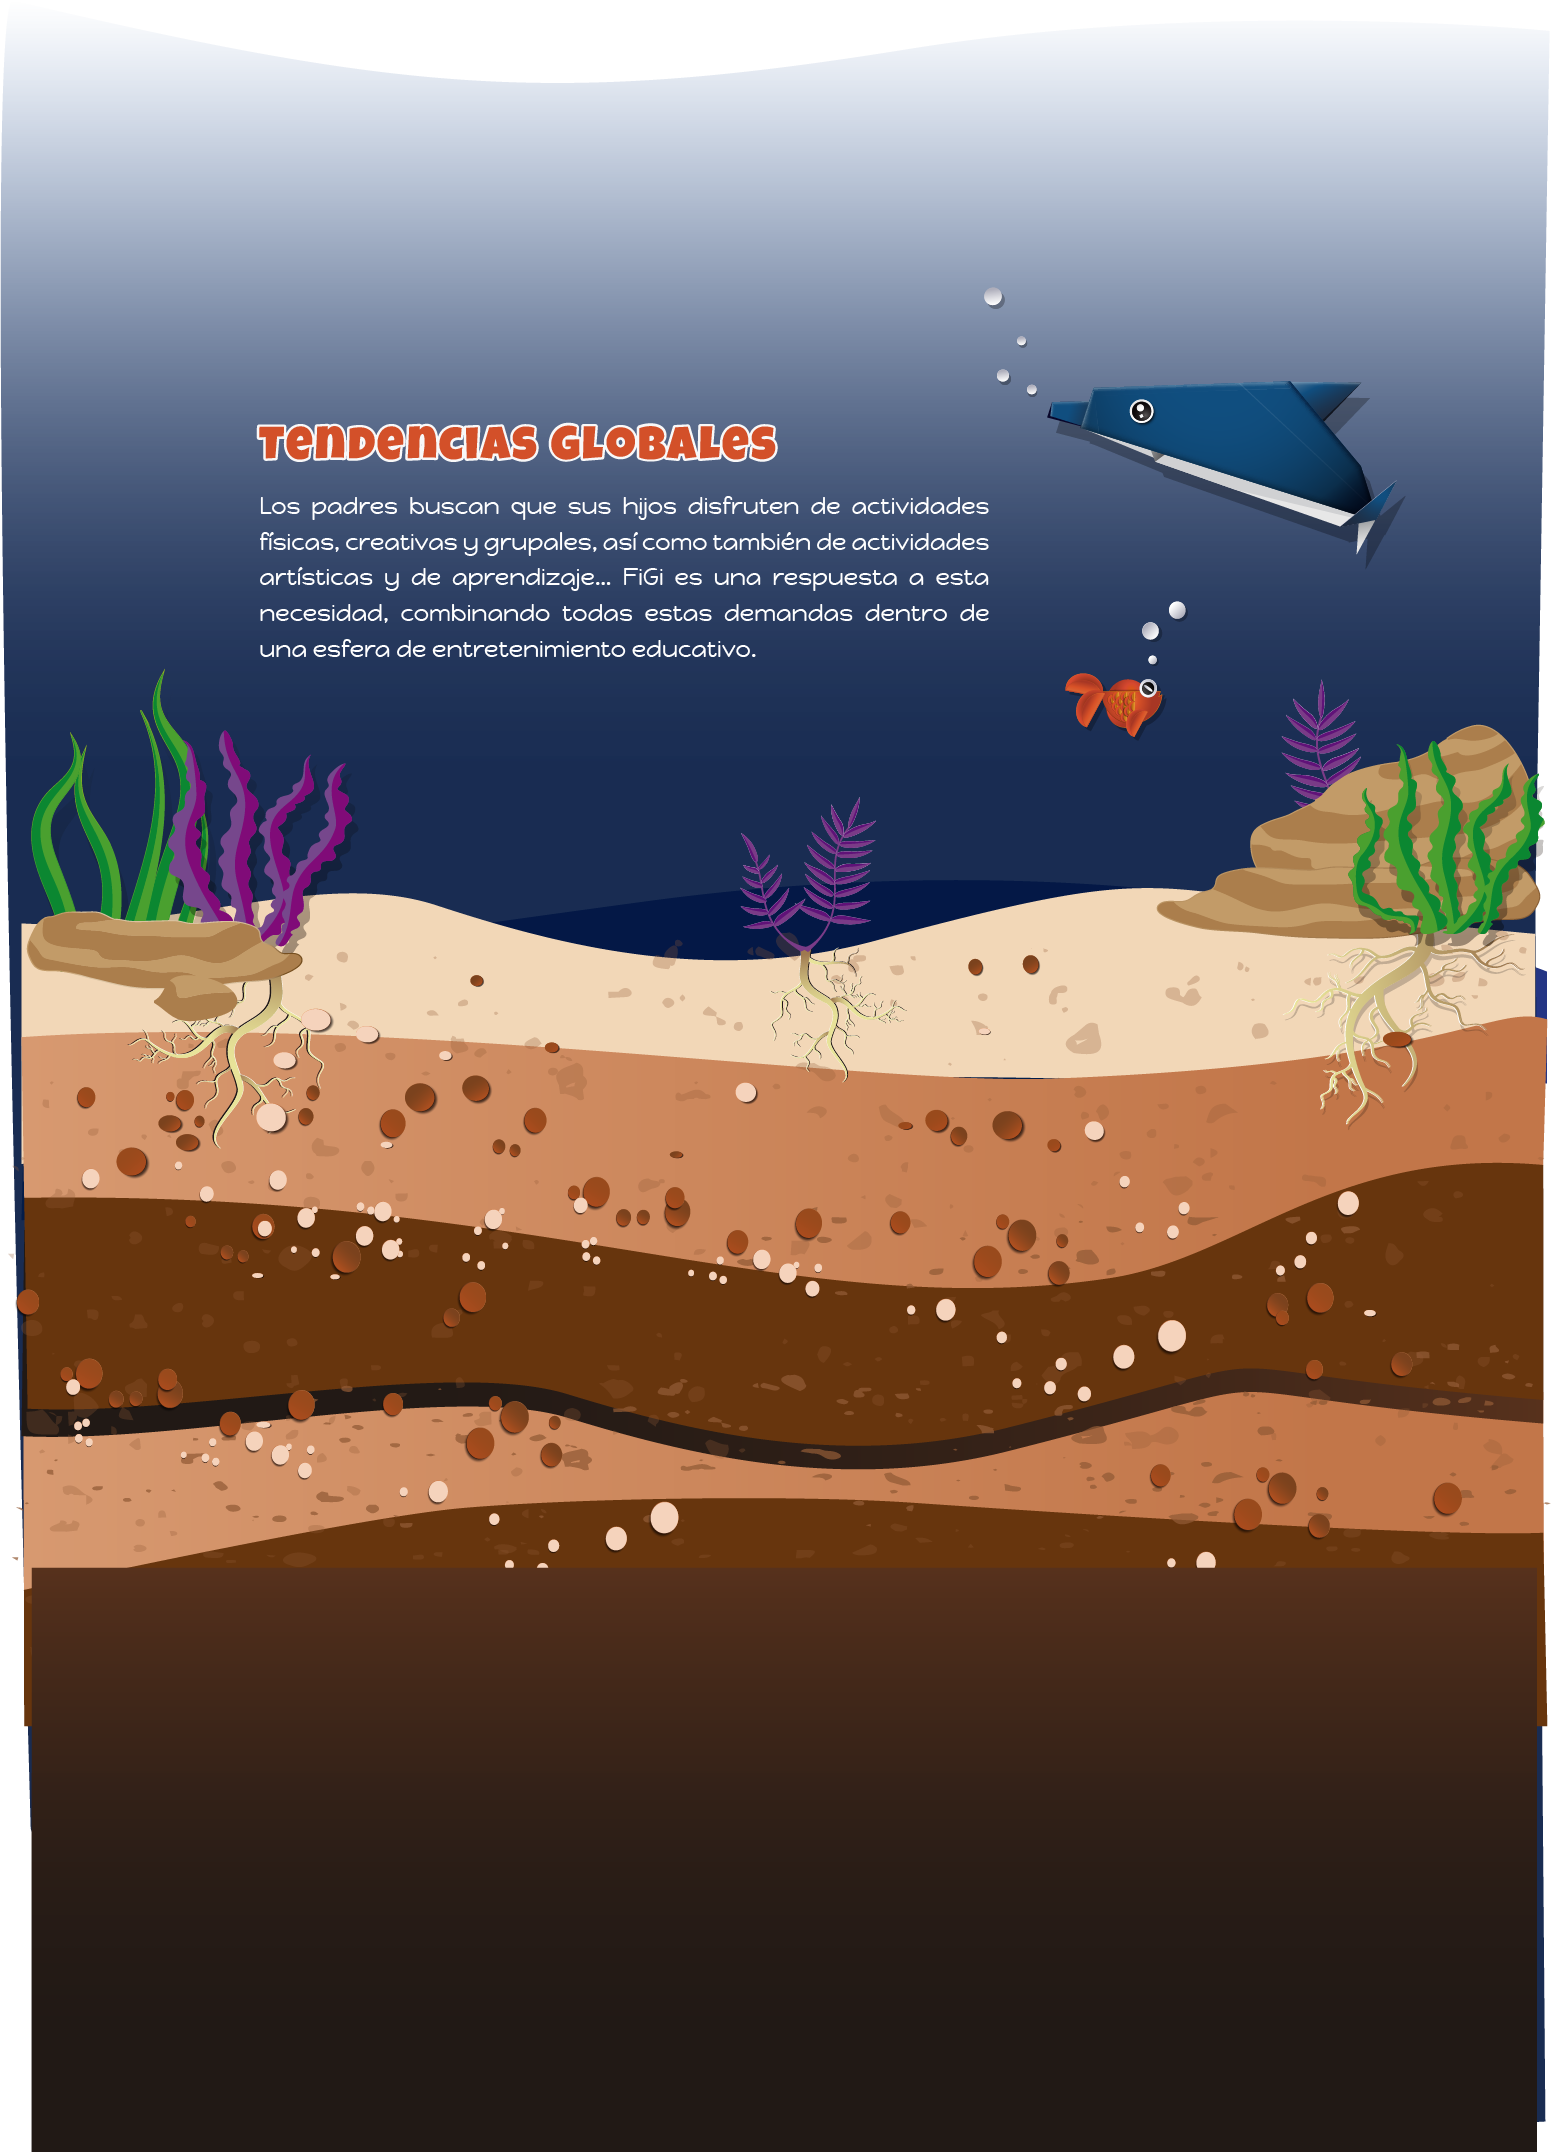 Tendencias Globales
Los padres buscan que sus hijos disfruten de actividades
físicas, creativas y grupales, así como también de actividades
artísticas y de aprendizaje... FiGi es una respuesta a esta
necesidad, combinando todas estas demandas dentro de
una esfera de entretenimiento educativo.